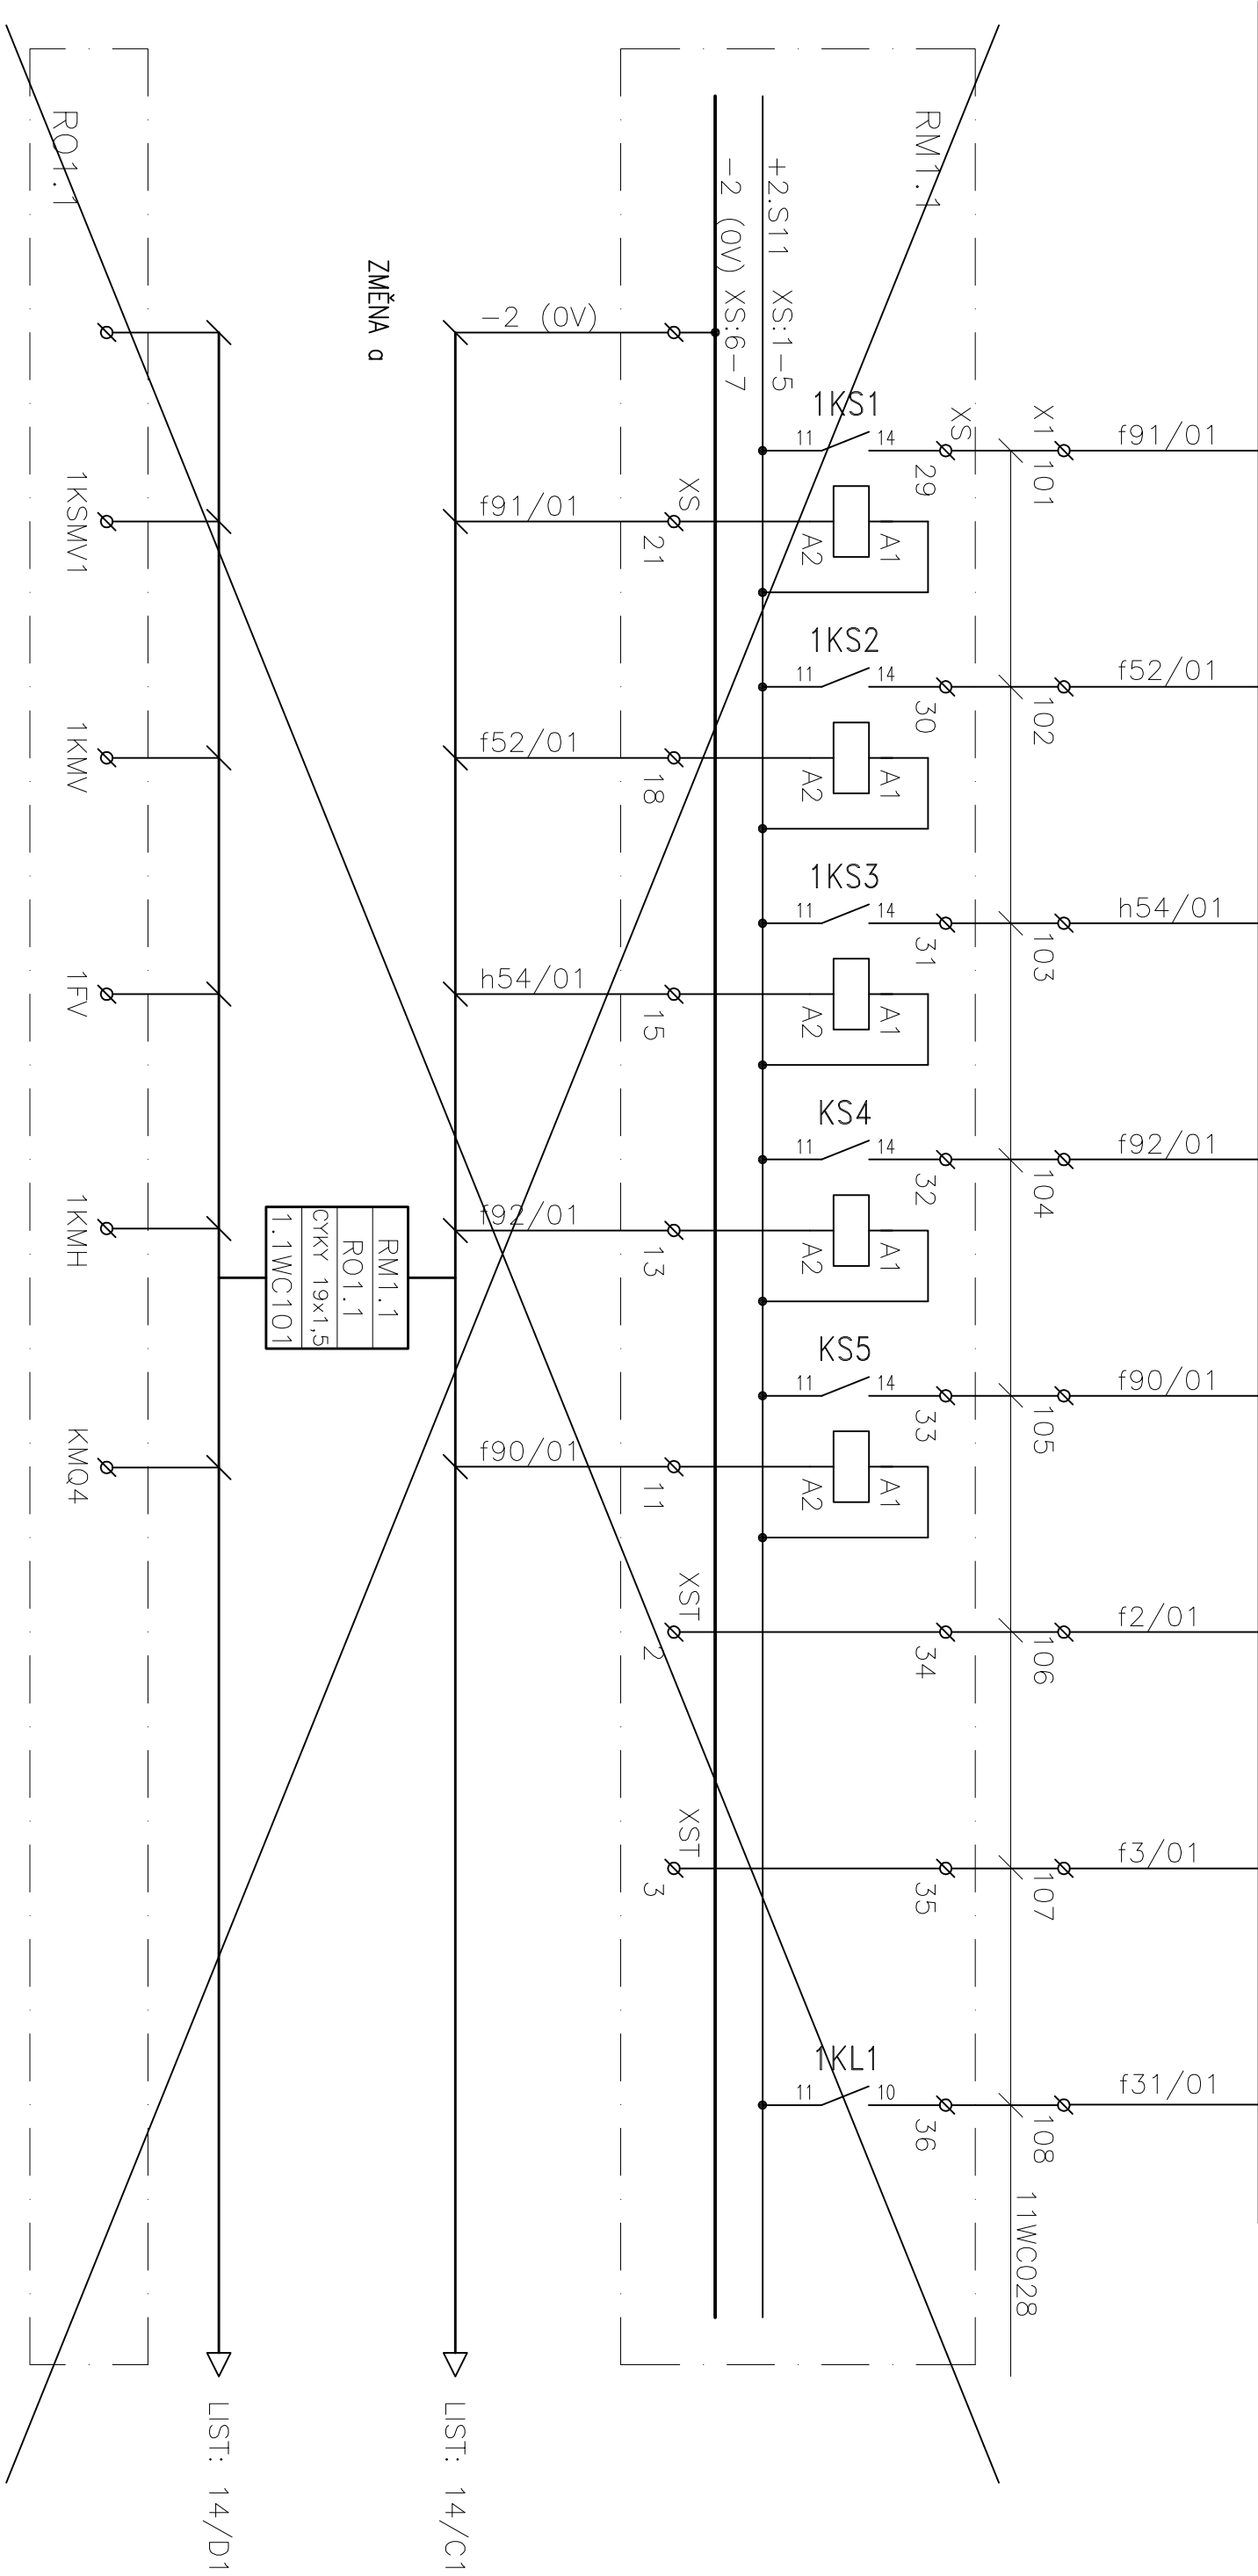 f91/01
f52/01
h54/01
f92/01
f90/01
f2/01
f3/01
f31/01
X1
101
102
103
104
105
106
107
108
11WC028
RM1.1
XS
29
30
31
32
33
34
35
36
1KS1
11
14
A1
A2
1KS2
11
14
A1
A2
1KS3
11
14
A1
A2
KS4
11
14
A1
A2
KS5
11
14
A1
A2
1KL1
11
10
+2.S11 XS:1-5
-2 (0V) XS:6-7
XS
21
18
15
13
11
XST
2
XST
3
-2 (0V)
f91/01
f52/01
h54/01
f92/01
f90/01
LIST: 14/C1
ZMĚNA a
RM1.1
RO1.1
CYKY 19x1,5
1.1WC101
LIST: 14/D1
RO1.1
1KSMV1
1KMV
1FV
1KMH
KMQ4